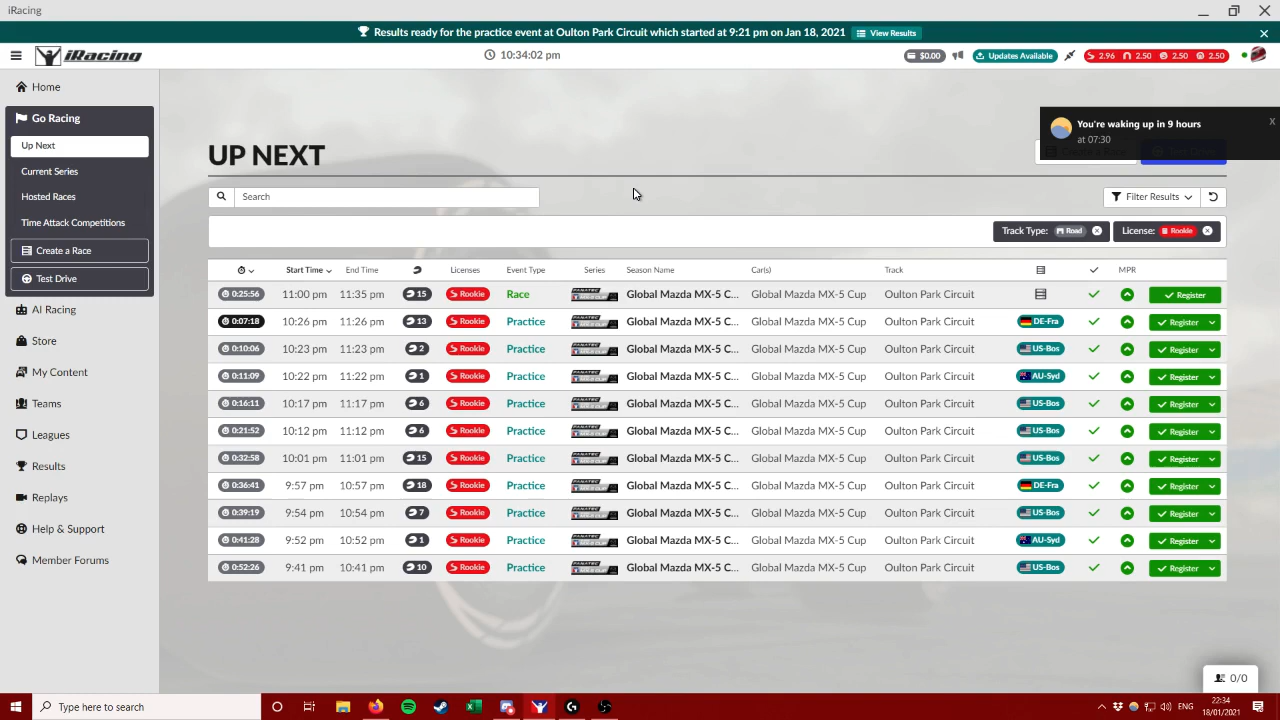 iRacing
Results ready for the practice event at Oulton Park Circuit which started at 9:21 pm on Jan 18, 2021 View Results
iRacing 10:34:02 pm $0.00 Updates Available 2.96 2.50 2.50 2.50
Home
Go Racing
Up Next
Current Series
Hosted Races
Time Attack Competitions
Create a Race
Test Drive
AI Racing
Store
My Content
Teams
Leagues
Results
Replays
Help & Support
Member Forums
You're waking up in 9 hours
at 07:30
UP NEXT
Search Filter Results
Track Type: Road License: Rookie
Start Time End Time Licenses Event Type Series Season Name Car(s) Track MPR
0:25:56 11:00 pm 11:35 pm 15 Rookie Race Global Mazda MX-5 C... Global Mazda MX-5 Cup Oulton Park Circuit Register
0:07:18 10:26 pm 11:26 pm 13 Rookie Practice Global Mazda MX-5 C... Global Mazda MX-5 Cup Oulton Park Circuit DE-Fra Register
0:10:06 10:23 pm 11:23 pm 2 Rookie Practice Global Mazda MX-5 C... Global Mazda MX-5 Cup Oulton Park Circuit US-Bos Register
0:11:09 10:22 pm 11:22 pm 1 Rookie Practice Global Mazda MX-5 C... Global Mazda MX-5 Cup Oulton Park Circuit AU-Syd Register
0:16:11 10:17 pm 11:17 pm 6 Rookie Practice Global Mazda MX-5 C... Global Mazda MX-5 Cup Oulton Park Circuit US-Bos Register
0:21:52 10:12 pm 11:12 pm 6 Rookie Practice Global Mazda MX-5 C... Global Mazda MX-5 Cup Oulton Park Circuit US-Bos Register
0:32:58 10:01 pm 11:01 pm 15 Rookie Practice Global Mazda MX-5 C... Global Mazda MX-5 Cup Oulton Park Circuit US-Bos Register
0:36:41 9:57 pm 10:57 pm 18 Rookie Practice Global Mazda MX-5 C... Global Mazda MX-5 Cup Oulton Park Circuit DE-Fra Register
0:39:19 9:54 pm 10:54 pm 7 Rookie Practice Global Mazda MX-5 C... Global Mazda MX-5 Cup Oulton Park Circuit US-Bos Register
0:41:28 9:52 pm 10:52 pm 1 Rookie Practice Global Mazda MX-5 C... Global Mazda MX-5 Cup Oulton Park Circuit AU-Syd Register
0:52:26 9:41 pm 10:41 pm 10 Rookie Practice Global Mazda MX-5 C... Global Mazda MX-5 Cup Oulton Park Circuit US-Bos Register
0/0
Type here to search
ENG
22:34
18/01/2021